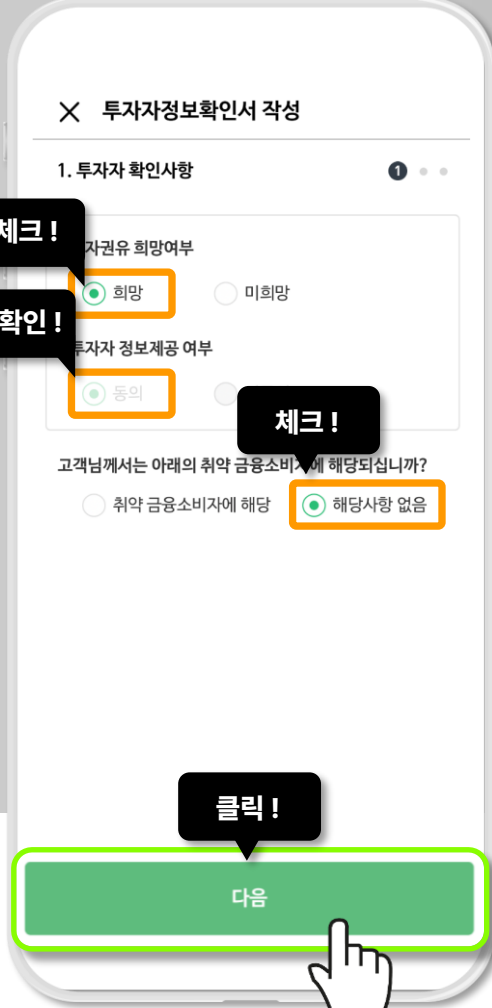 투자자정보확인서 작성
1. 투자자 확인사항
1
체크 !
자권유 희망여부
희망
미희망
확인 !
투자자 정보제공 여부
동의
체크 !
고객님께서는 아래의 취약 금융소비자에 해당되십니까?
취약 금융소비자에 해당
해당사항 없음
클릭 !
다음